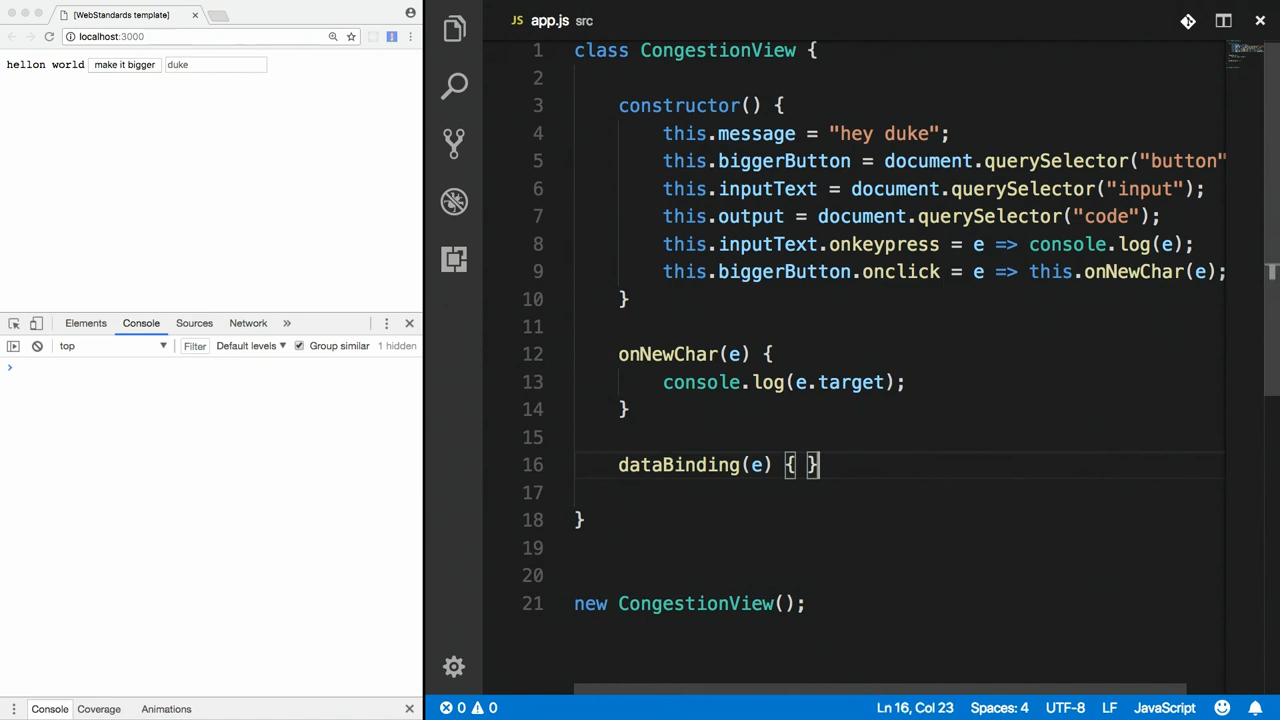 [WebStandards template]
localhost:3000
hellon world make it bigger duke
Elements Console Sources Network »
top Filter Default levels Group similar 1 hidden
>
Console Coverage Animations
JS app.js src
1 class CongestionView {
2
3 constructor() {
4 this.message = "hey duke";
5 this.biggerButton = document.querySelector("button"
6 this.inputText = document.querySelector("input");
7 this.output = document.querySelector("code");
8 this.inputText.onkeypress = e => console.log(e);
9 this.biggerButton.onclick = e => this.onNewChar(e);
10 }
11
12 onNewChar(e) {
13 console.log(e.target);
14 }
15
16 dataBinding(e) { }
17
18 }
19
20
21 new CongestionView();
0 0 Ln 16, Col 23 Spaces: 4 UTF-8 LF JavaScript